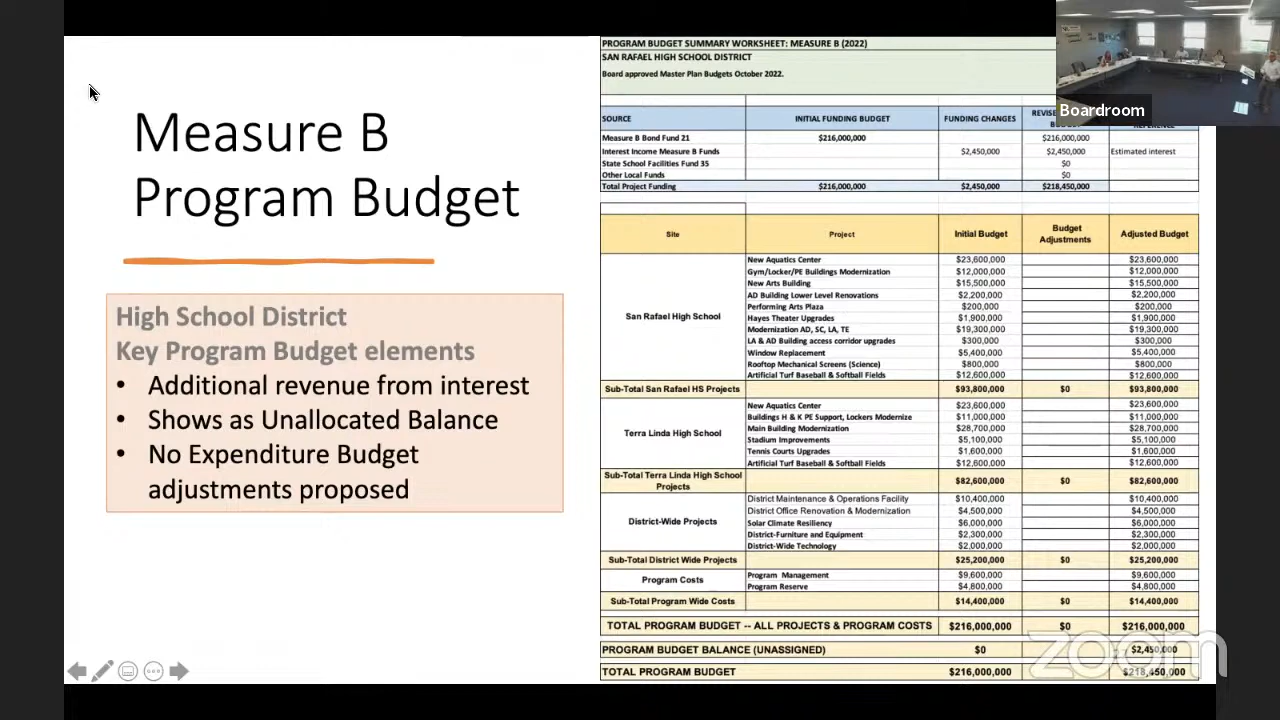 Measure B
Program Budget
High School District
Key Program Budget elements
• Additional revenue from interest
• Shows as Unallocated Balance
• No Expenditure Budget
adjustments proposed
PROGRAM BUDGET SUMMARY WORKSHEET: MEASURE B (2022)
SAN RAFAEL HIGH SCHOOL DISTRICT
Board approved Master Plan Budgets October 2022.
Boardroom
SOURCE INITIAL FUNDING BUDGET FUNDING CHANGES
Measure B Bond Fund 21 $216,000,000 $216,000,000
Interest Income Measure B Funds $2,450,000 $2,450,000 Estimated interest
State School Facilities Fund 35 $0
Other Local Funds $0
Total Project Funding $216,000,000 $2,450,000 $218,450,000
Site Project Initial Budget Budget Adjustments Adjusted Budget
San Rafael High School
New Aquatics Center $23,600,000 $23,600,000
Gym/Locker/PE Buildings Modernization $12,000,000 $12,000,000
New Arts Building $15,500,000 $15,500,000
AD Building Lower Level Renovations $2,200,000 $2,200,000
Performing Arts Plaza $200,000 $200,000
Hayes Theater Upgrades $1,900,000 $1,900,000
Modernization AD, SC, LA, TE $19,300,000 $19,300,000
LA & AD Building access corridor upgrades $300,000 $300,000
Window Replacement $5,400,000 $5,400,000
Rooftop Mechanical Screens (Science) $800,000 $800,000
Artificial Turf Baseball & Softball Fields $12,600,000 $12,600,000
Sub-Total San Rafael HS Projects $93,800,000 $0 $93,800,000
Terra Linda High School
New Aquatics Center $23,600,000 $23,600,000
Buildings H & K PE Support, Lockers Modernize $11,000,000 $11,000,000
Main Building Modernization $28,700,000 $28,700,000
Stadium Improvements $5,100,000 $5,100,000
Tennis Courts Upgrades $1,600,000 $1,600,000
Artificial Turf Baseball & Softball Fields $12,600,000 $12,600,000
Sub-Total Terra Linda High School Projects $82,600,000 $0 $82,600,000
District-Wide Projects
District Maintenance & Operations Facility $10,400,000 $10,400,000
District Office Renovation & Modernization $4,500,000 $4,500,000
Solar Climate Resiliency $6,000,000 $6,000,000
District-Furniture and Equipment $2,300,000 $2,300,000
District-Wide Technology $2,000,000 $2,000,000
Sub-Total District Wide Projects $25,200,000 $0 $25,200,000
Program Costs
Program Management $9,600,000 $9,600,000
Program Reserve $4,800,000 $4,800,000
Sub-Total Program Wide Costs $14,400,000 $0 $14,400,000
TOTAL PROGRAM BUDGET -- ALL PROJECTS & PROGRAM COSTS $216,000,000 $0 $216,000,000
PROGRAM BUDGET BALANCE (UNASSIGNED) $0 $2,450,000
TOTAL PROGRAM BUDGET $216,000,000 $218,450,000
zoom